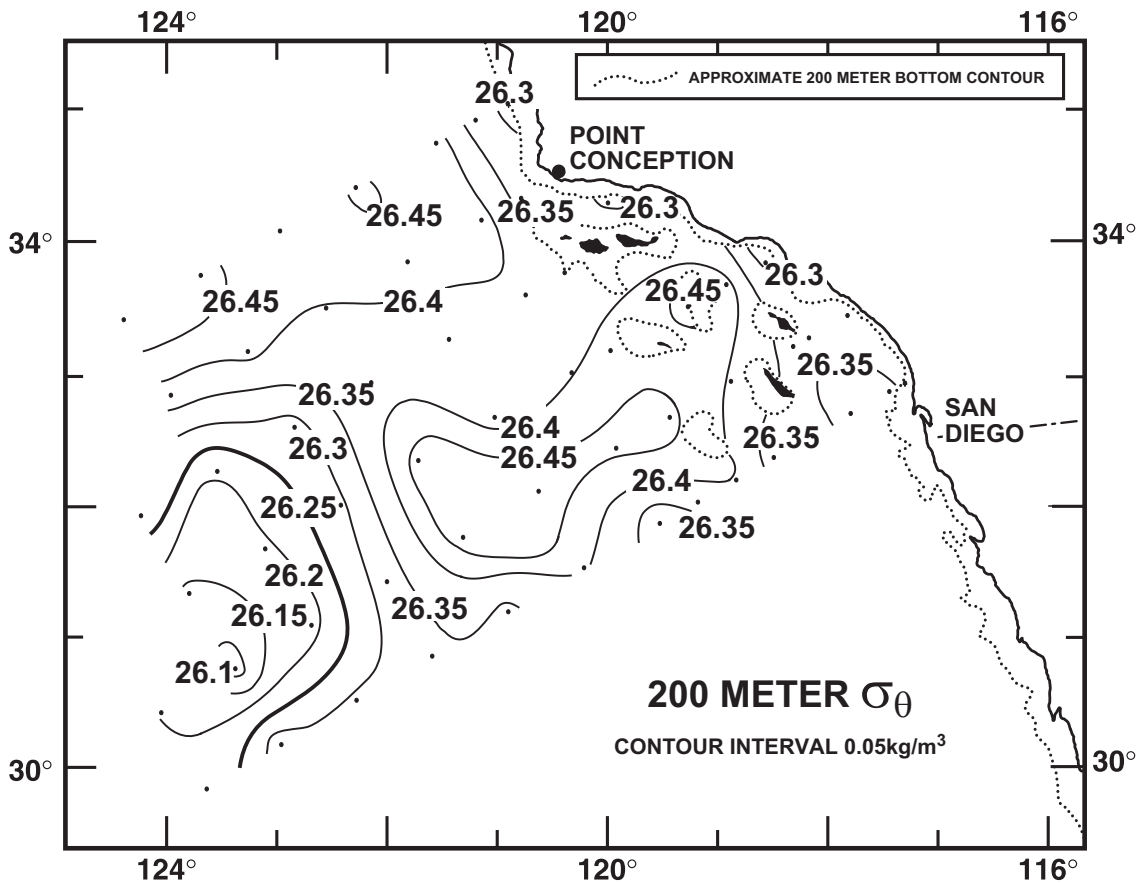 124° 120° 116°
APPROXIMATE 200 METER BOTTOM CONTOUR
26.3
POINT
CONCEPTION
26.45 26.35 26.3
34° 34°
26.3
26.45 26.4 26.45
26.35
26.35
26.4 SAN
DIEGO
26.3 26.35
26.45
26.4
26.25
26.35
26.2
26.15 26.35
26.1
200 METER σθ
CONTOUR INTERVAL 0.05kg/m³
30° 30°
124° 120° 116°